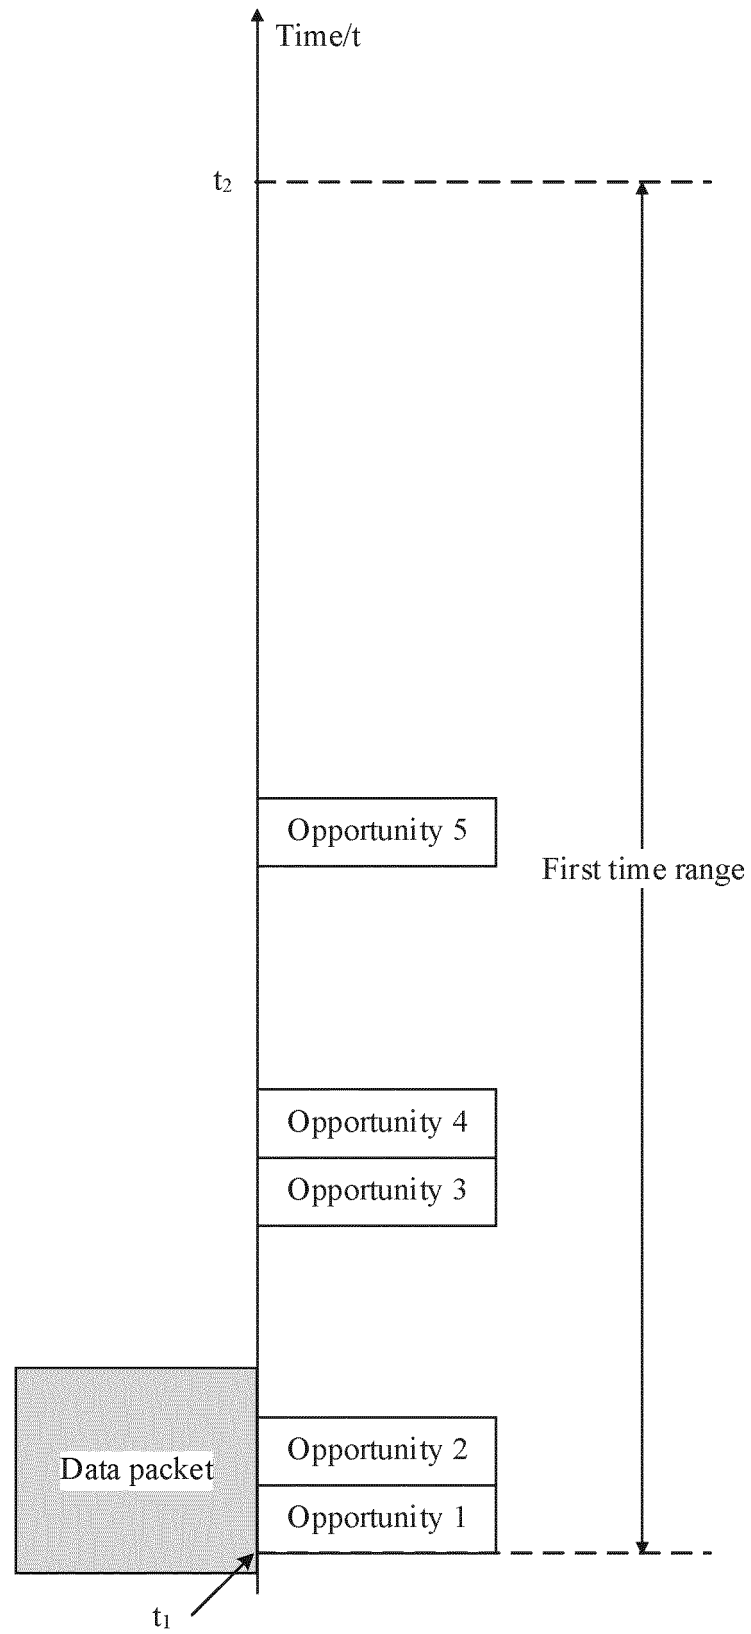 Time/t
t₂
Opportunity 5
First time range
Opportunity 4
Opportunity 3
Opportunity 2
Data packet
Opportunity 1
t₁